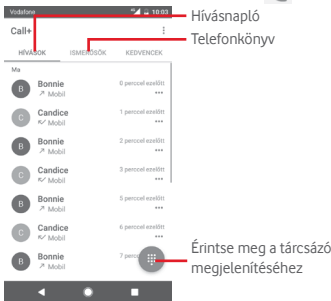 Vodafone 10:03
Call+
Hívásnapló
Telefonkönyv
HÍVÁSOK ISMERŐSÖK KEDVENCEK
Ma
B Bonnie 0 perccel ezelőtt
Mobil
C Candice 1 perccel ezelőtt
Mobil
B Bonnie 2 perccel ezelőtt
Mobil
C Candice 3 perccel ezelőtt
Mobil
B Bonnie 5 perccel ezelőtt
Mobil
C Candice 6 perccel ezelőtt
Mobil
B Bonnie 7
Mobil
Érintse meg a tárcsázó
megjelenítéséhez